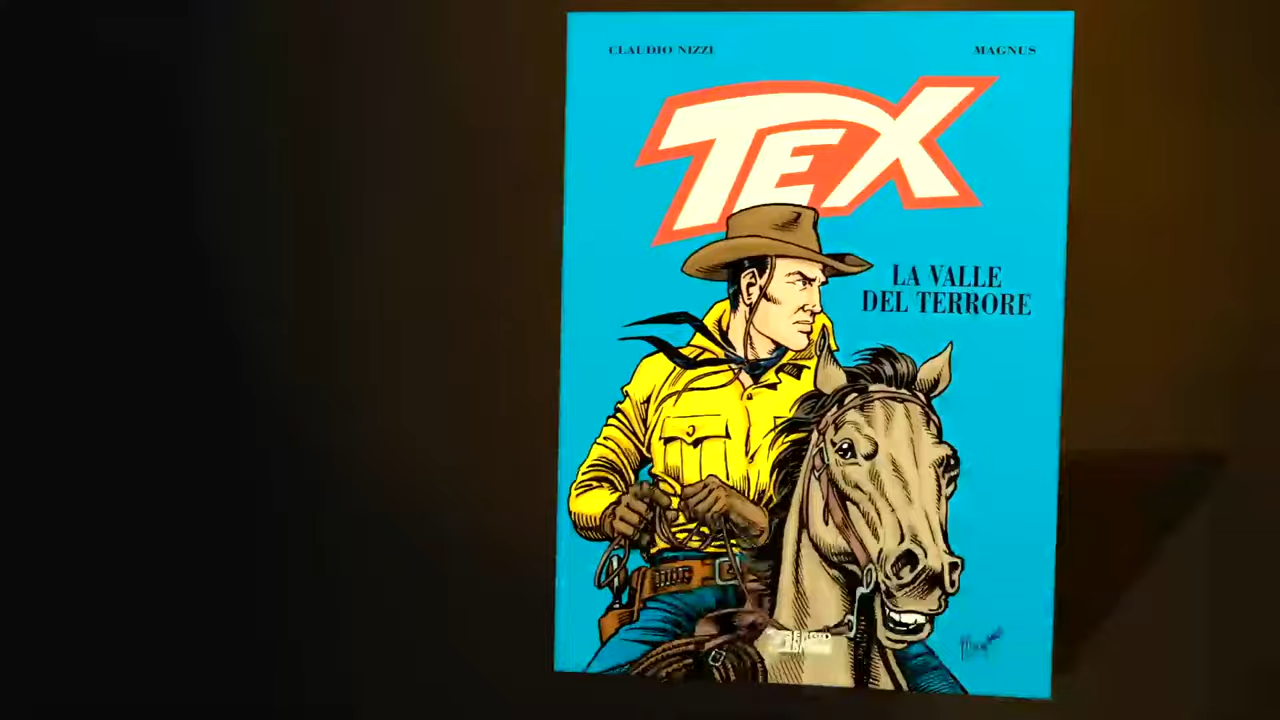 CLAUDIO NIZZI
MAGNUS
TEX
LA VALLE
DEL TERRORE